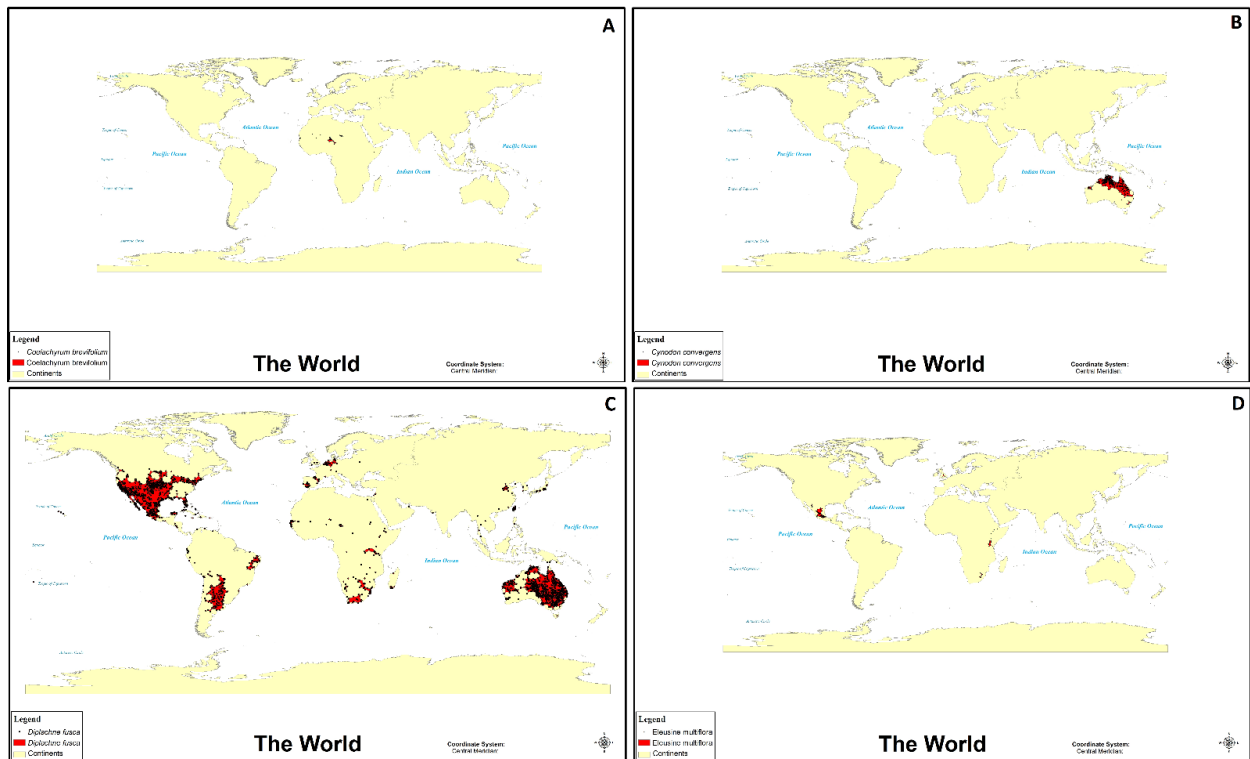 A
Atlantic Ocean
Pacific Ocean
Pacific Ocean
Indian Ocean
Legend
Coelachyrum brevifolium
Coelachyrum brevifolium
Continents
The World
Coordinate System:
Central Meridian:
B
Atlantic Ocean
Pacific Ocean
Pacific Ocean
Indian Ocean
Legend
Cynodon convergens
Cynodon convergens
Continents
The World
Coordinate System:
Central Meridian:
C
Atlantic Ocean
Pacific Ocean
Pacific Ocean
Indian Ocean
Legend
Diplachne fusca
Diplachne fusca
Continents
The World
Coordinate System:
Central Meridian:
D
Atlantic Ocean
Pacific Ocean
Pacific Ocean
Indian Ocean
Legend
Eleusine multiflora
Eleusine multiflora
Continents
The World
Coordinate System:
Central Meridian: